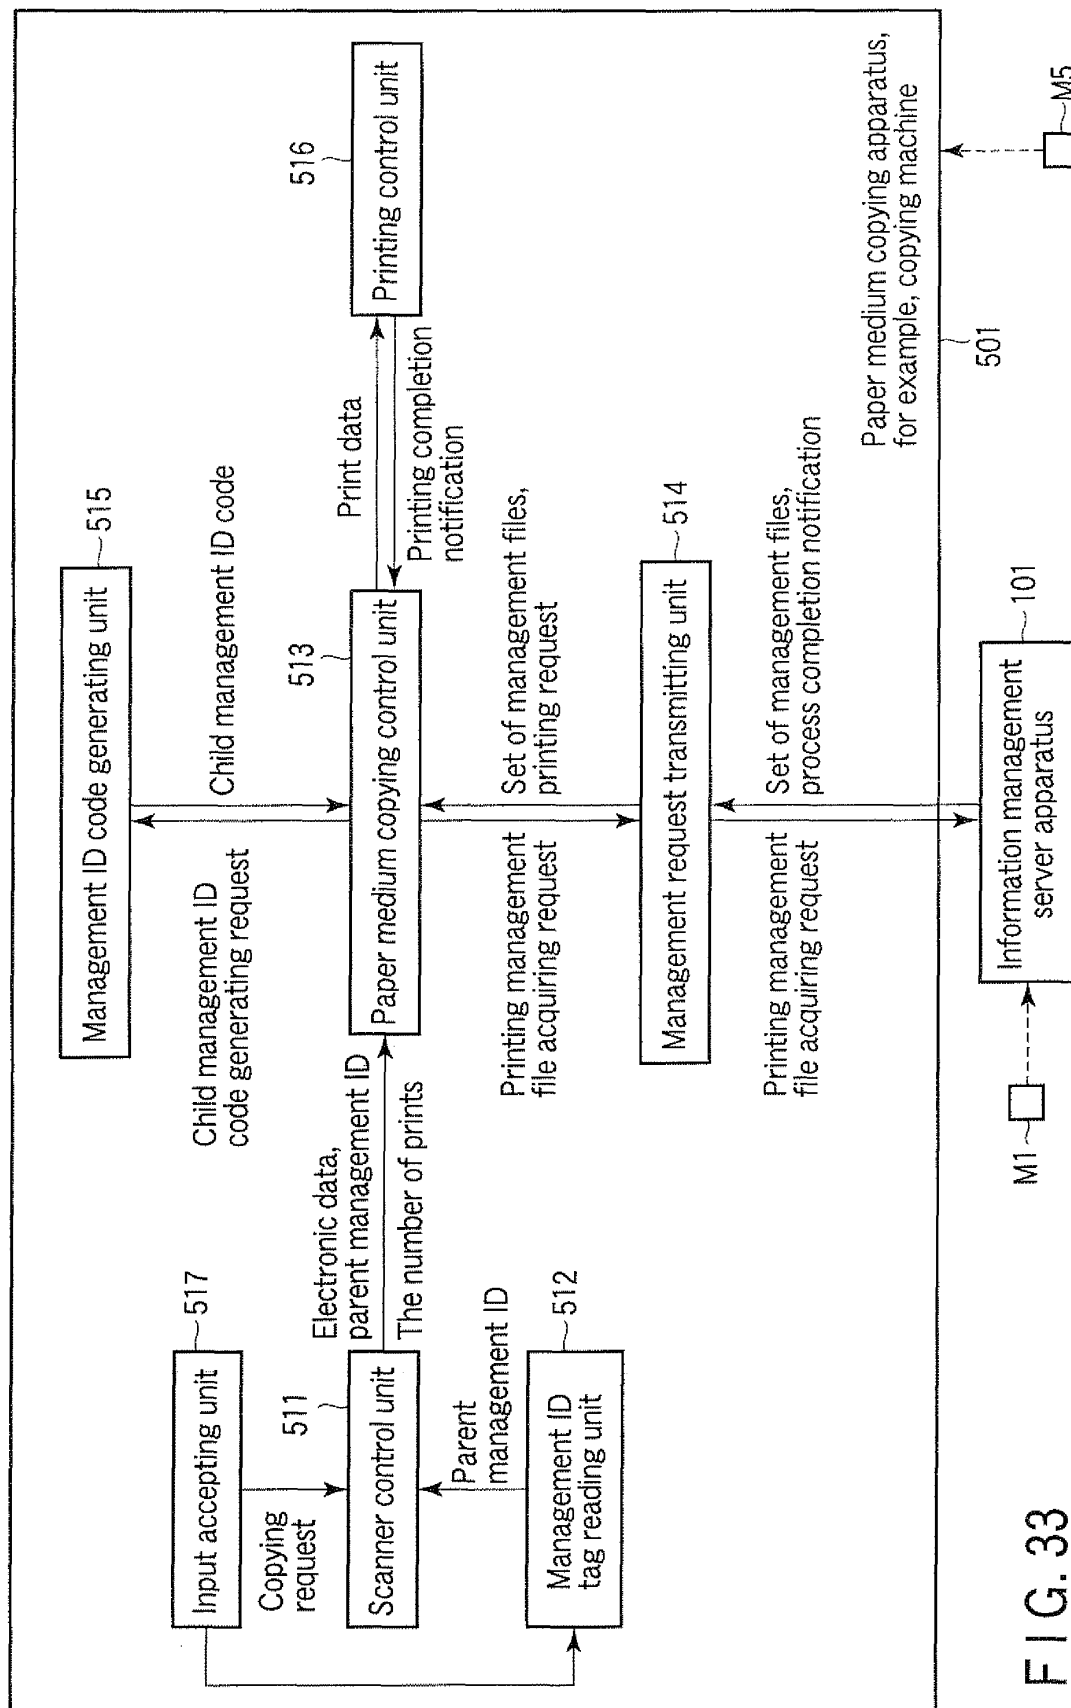 Management ID code generating unit
515
Child management ID
code generating request
Child management ID code
Input accepting unit
517
Copying
request
Scanner control unit
511
Electronic data,
parent management ID
The number of prints
Paper medium copying control unit
513
Print data
Printing completion
notification
Printing control unit
516
Parent
management ID
Management ID
tag reading unit
512
Printing management
file acquiring request
Set of management files,
printing request
Management request transmitting unit
514
Printing management
file acquiring request
Set of management files,
process completion notification
Paper medium copying apparatus,
for example, copying machine
501
Information management
server apparatus
101
M1
M5
FIG. 33